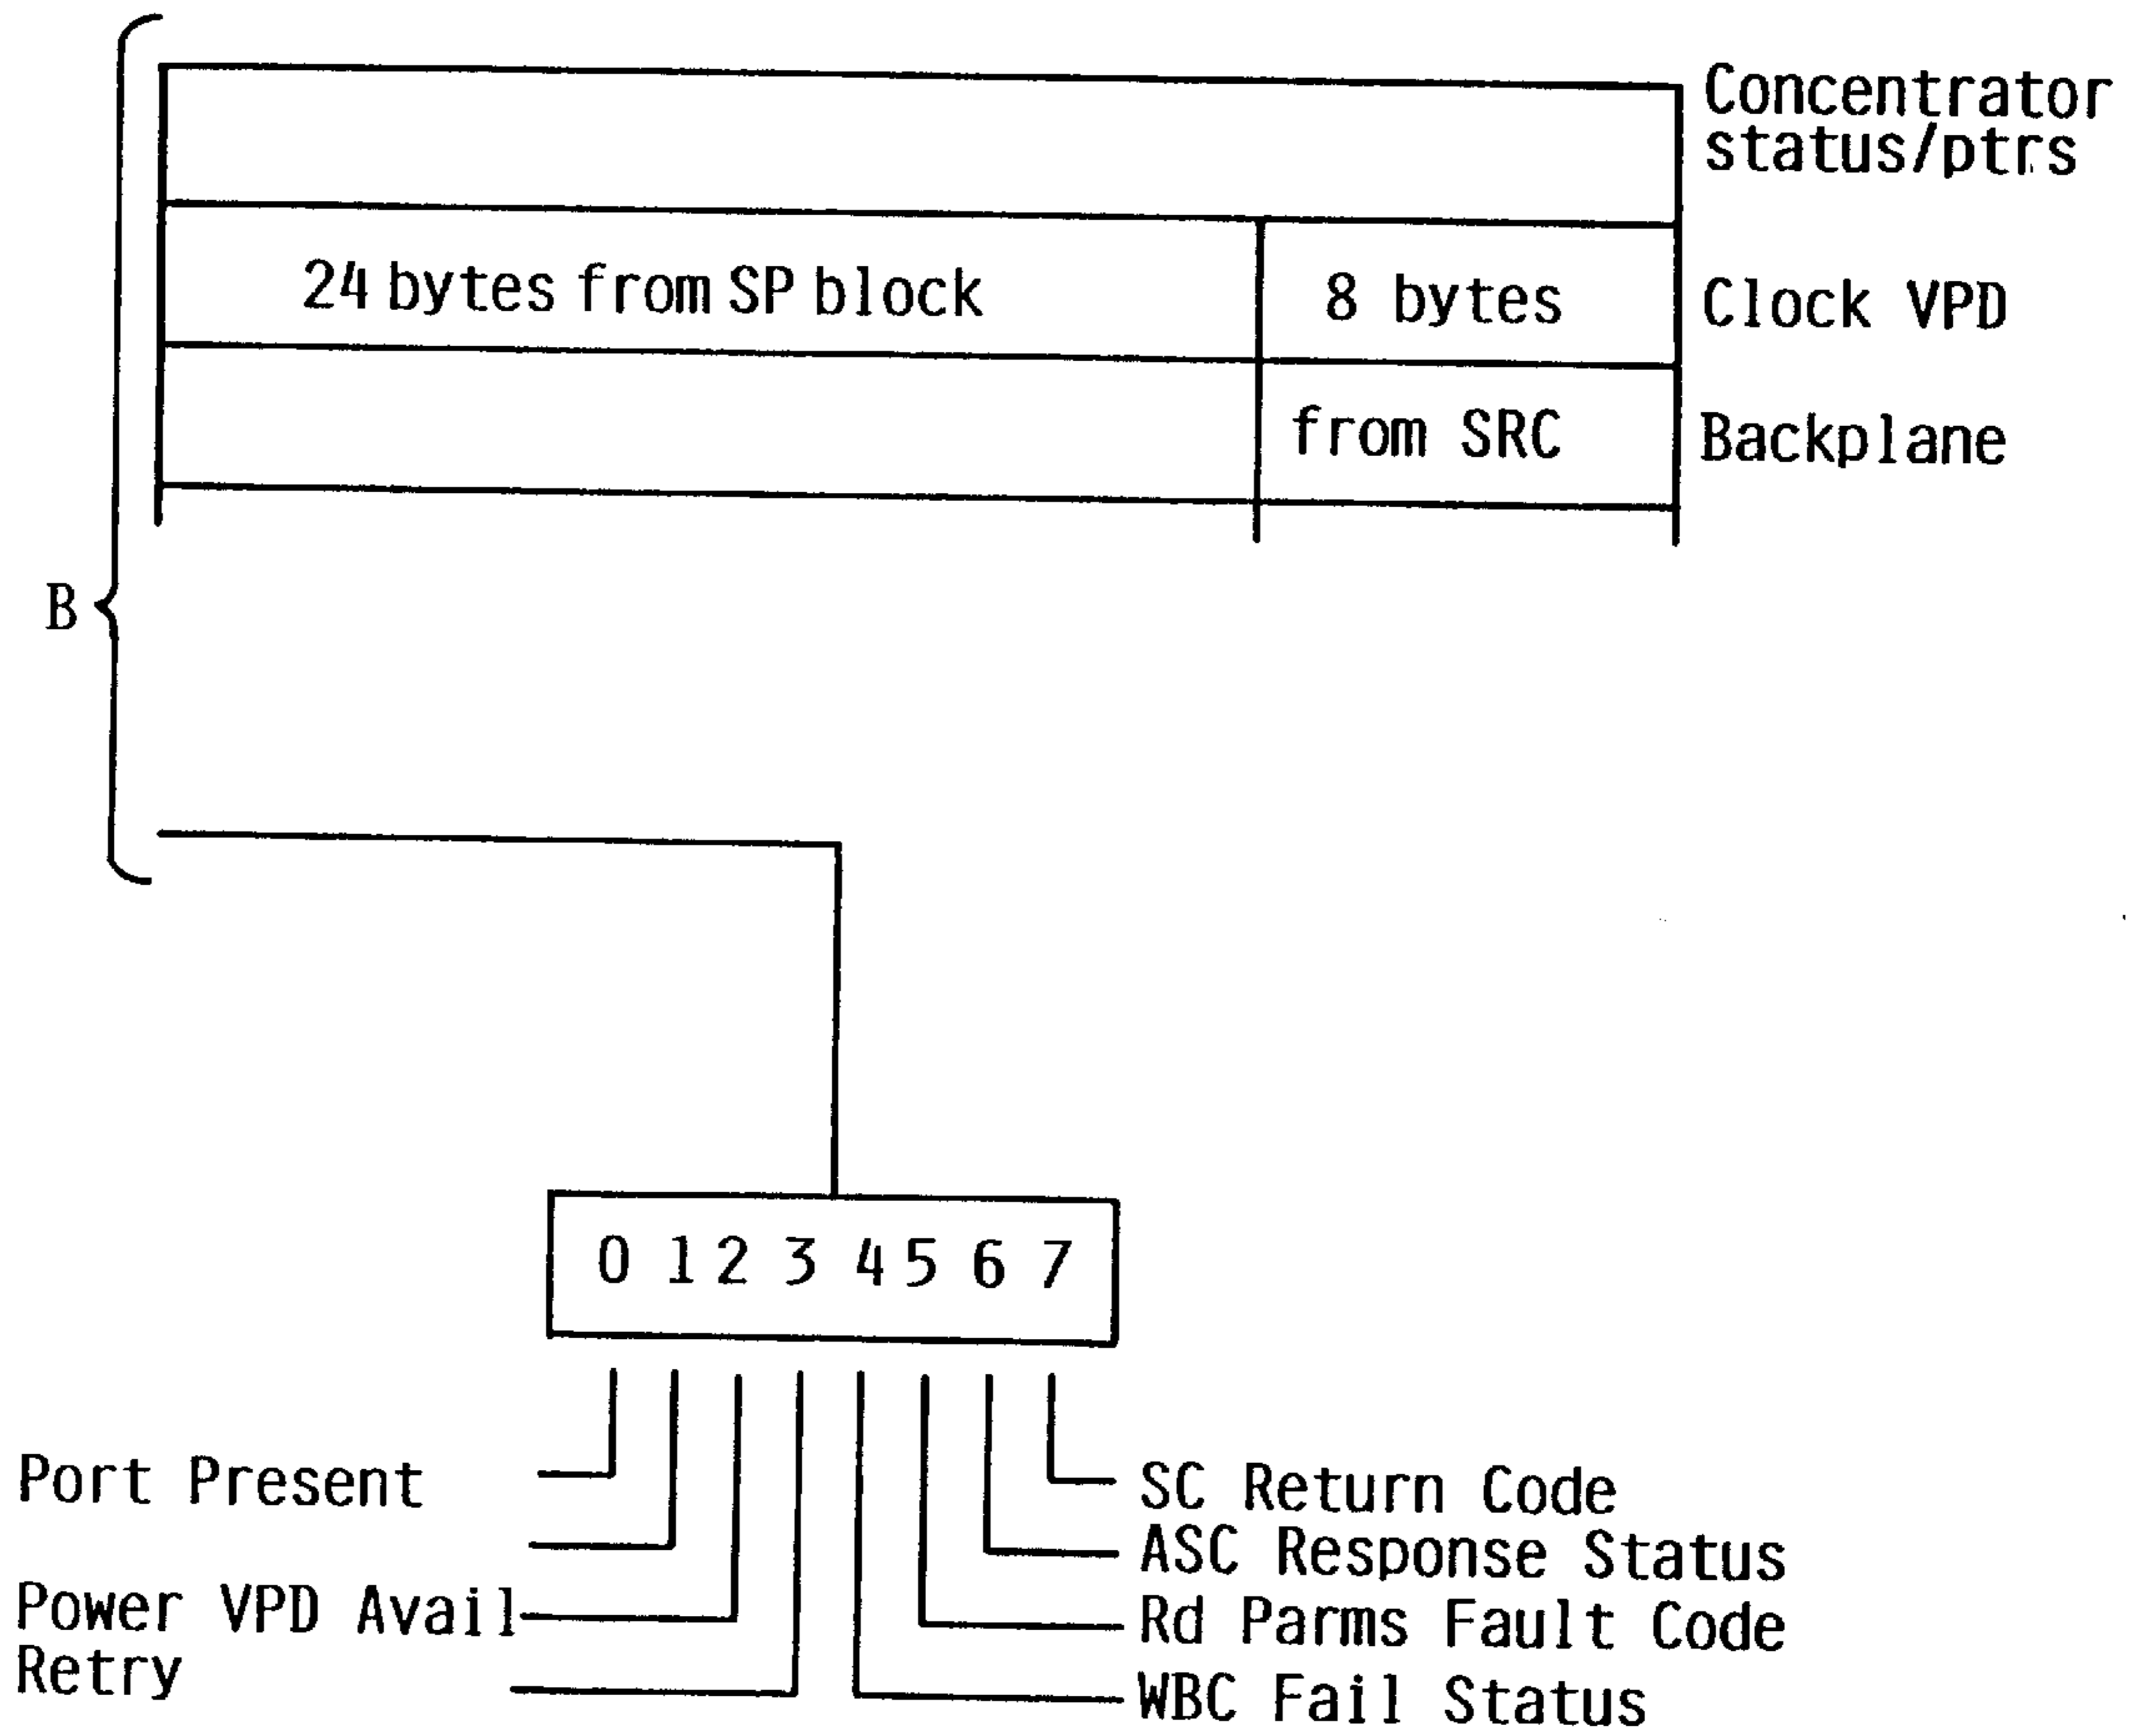 Concentrator
status/ptrs
24 bytes from SP block
8 bytes
Clock VPD
from SRC
Backplane
B
0 1 2 3 4 5 6 7
Port Present
Power VPD Avail
Retry
SC Return Code
ASC Response Status
Rd Parms Fault Code
WBC Fail Status